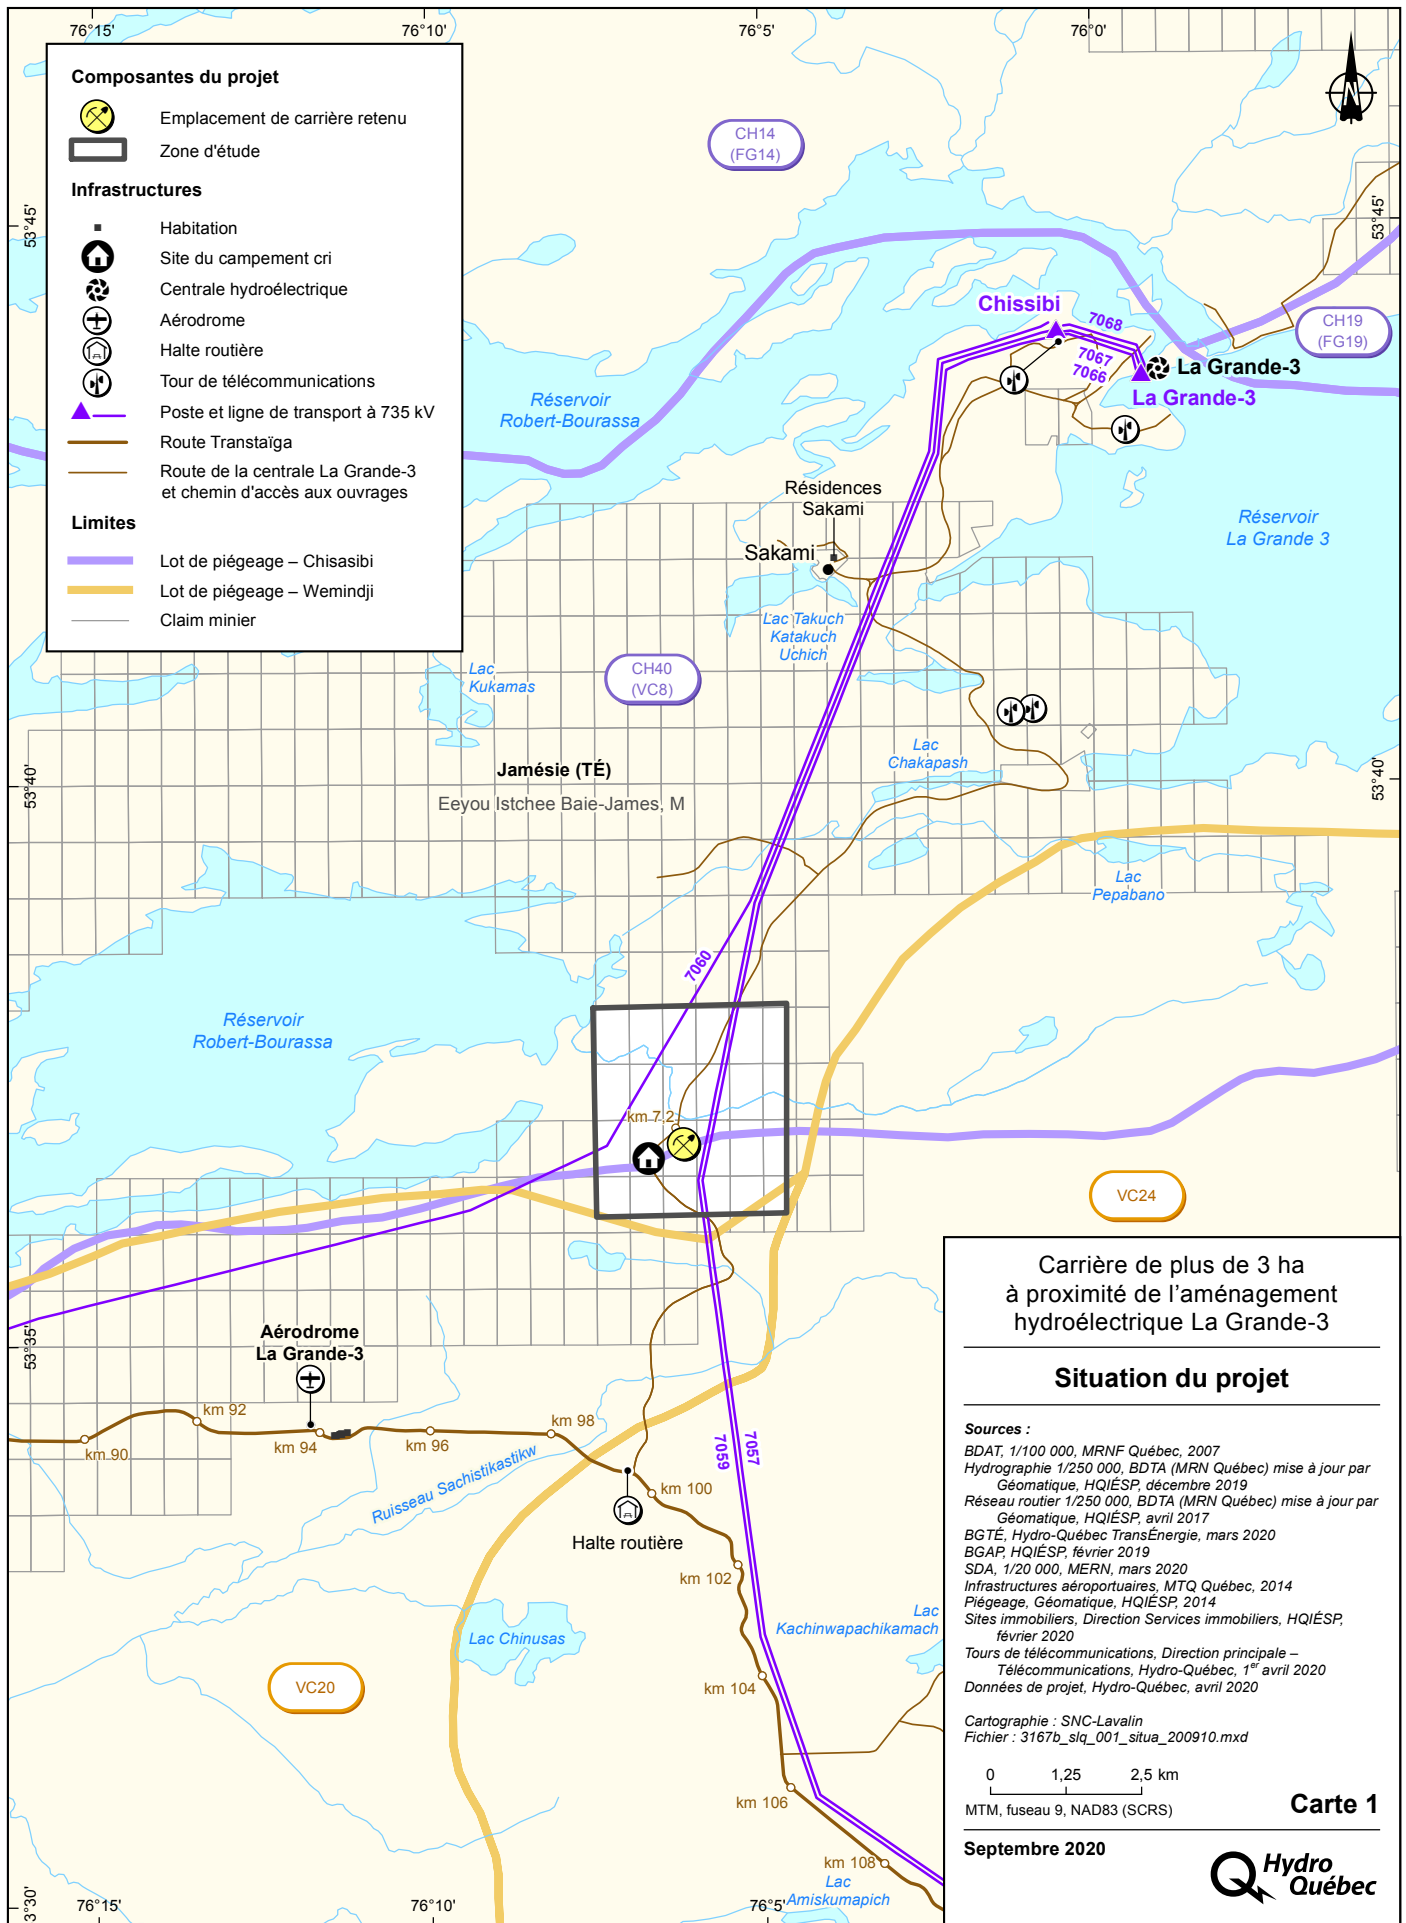 76°15'
76°10'
76°5'
76°0'
Composantes du projet
Emplacement de carrière retenu
Zone d'étude
Infrastructures
Habitation
Site du campement cri
Centrale hydroélectrique
Aérodrome
Halte routière
Tour de télécommunications
Poste et ligne de transport à 735 kV
Route Transtaïga
Route de la centrale La Grande-3
et chemin d'accès aux ouvrages
Limites
Lot de piégeage – Chisasibi
Lot de piégeage – Wemindji
Claim minier
N
CH14
(FG14)
53°45'
53°45'
Chissibi
7068
7067
7066
CH19
(FG19)
La Grande-3
La Grande-3
Réservoir
Robert-Bourassa
Résidences
Sakami
Sakami
Réservoir
La Grande 3
Lac Takuch
Katakuch
Uchich
Lac
Kukamas
CH40
(VC8)
Lac
Chakapash
Jamésie (TÉ)
Eeyou Istchee Baie-James, M
53°40'
53°40'
Lac
Pepabano
7060
Réservoir
Robert-Bourassa
km 7,2
VC24
53°35'
Aérodrome
La Grande-3
km 90
km 92
km 94
km 96
km 98
km 100
7059
7057
Ruisseau Sachistikastikw
Halte routière
km 102
Lac
Kachinwapachikamach
Lac Chinusas
VC20
km 104
km 106
km 108
Lac
Amiskumapich
3°30'
76°15'
76°10'
76°5'
Carrière de plus de 3 ha
à proximité de l'aménagement
hydroélectrique La Grande-3
Situation du projet
Sources :
BDAT, 1/100 000, MRNF Québec, 2007
Hydrographie 1/250 000, BDTA (MRN Québec) mise à jour par
Géomatique, HQIÉSP, décembre 2019
Réseau routier 1/250 000, BDTA (MRN Québec) mise à jour par
Géomatique, HQIÉSP, avril 2017
BGTÉ, Hydro-Québec TransÉnergie, mars 2020
BGAP, HQIÉSP, février 2019
SDA, 1/20 000, MERN, mars 2020
Infrastructures aéroportuaires, MTQ Québec, 2014
Piégeage, Géomatique, HQIÉSP, 2014
Sites immobiliers, Direction Services immobiliers, HQIÉSP,
février 2020
Tours de télécommunications, Direction principale –
Télécommunications, Hydro-Québec, 1er avril 2020
Données de projet, Hydro-Québec, avril 2020
Cartographie : SNC-Lavalin
Fichier : 3167b_slq_001_situa_200910.mxd
0 1,25 2,5 km
MTM, fuseau 9, NAD83 (SCRS)
Carte 1
Septembre 2020
Hydro
Québec